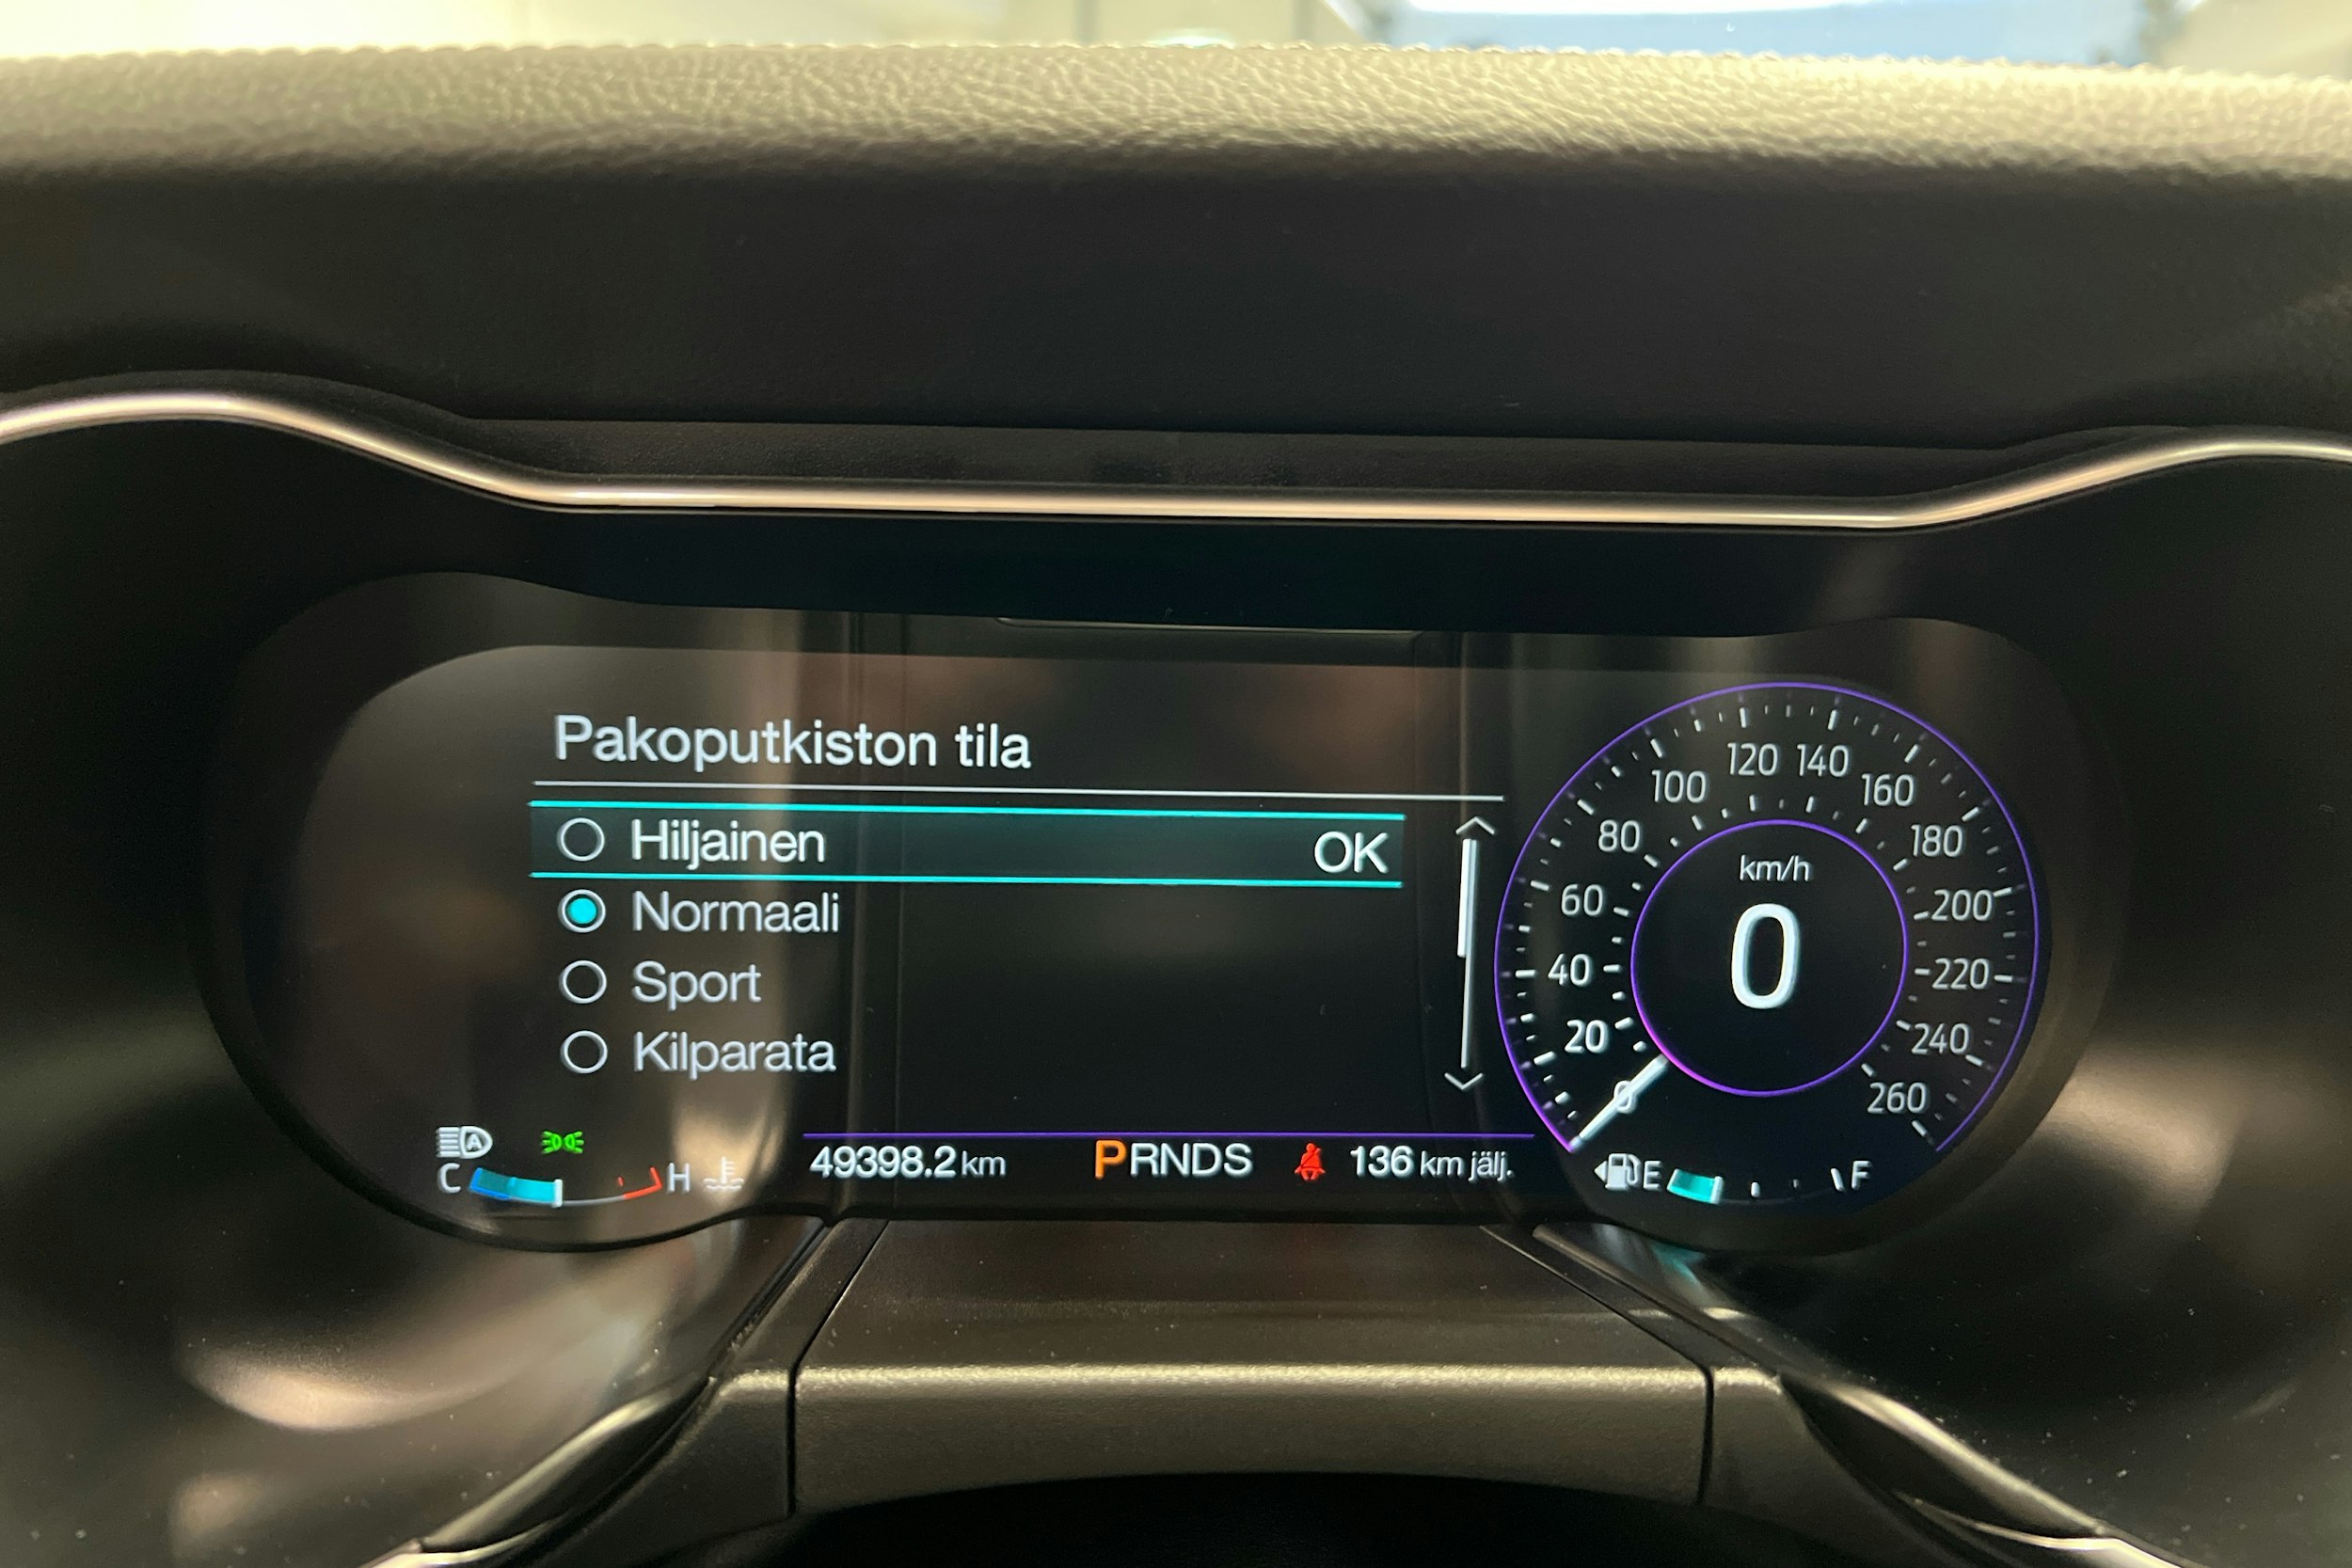 Pakoputkiston tila
Hiljainen OK
Normaali
Sport
Kilparata
km/h
0
0
20
40
60
80
100
120
140
160
180
200
220
240
260
A
C H
49398.2 km PRNDS 136 km jälj.
E F